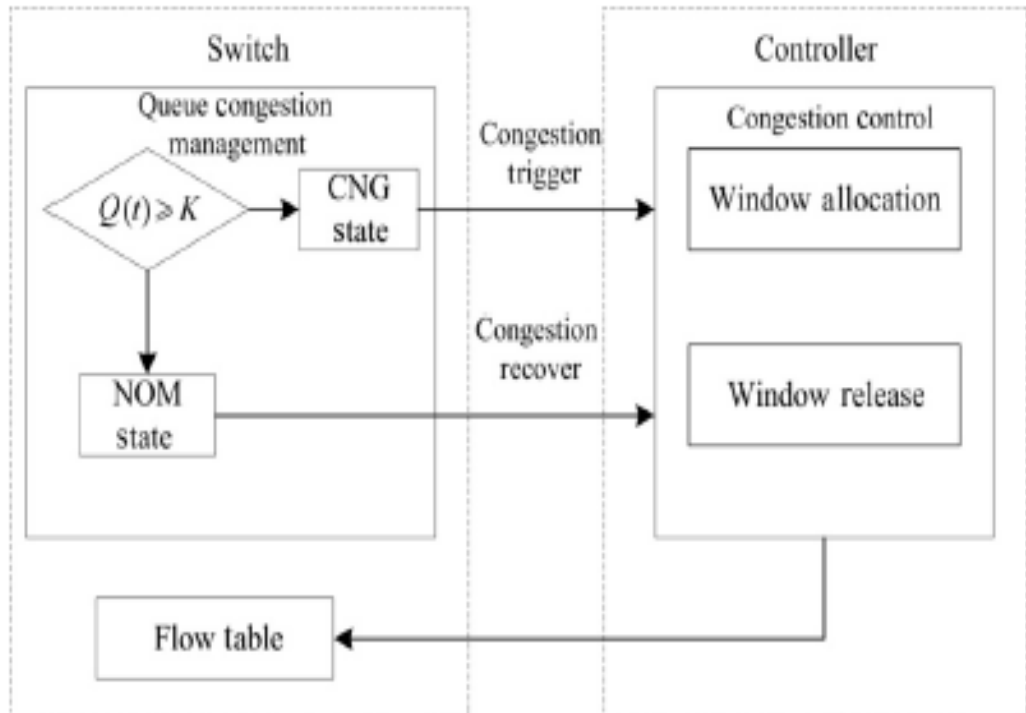 Switch
Controller
Queue congestion
management
Q(t) ⩾ K
CNG
state
Congestion
trigger
Congestion control
Window allocation
NOM
state
Congestion
recover
Window release
Flow table